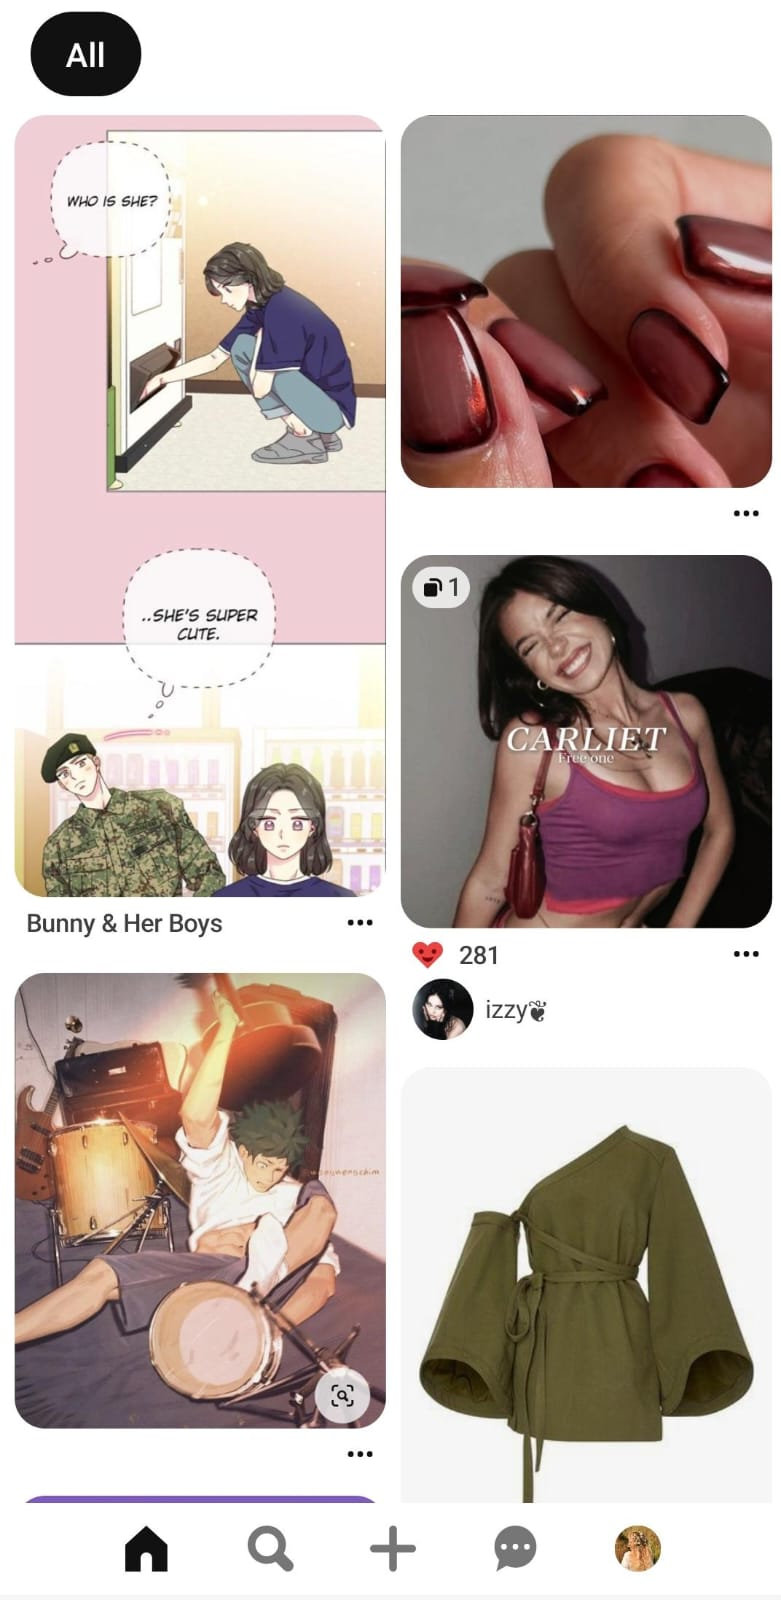 All
WHO IS SHE?
..SHE'S SUPER
CUTE.
Bunny & Her Boys
1
CARLIET
Free one
281
izzy❦